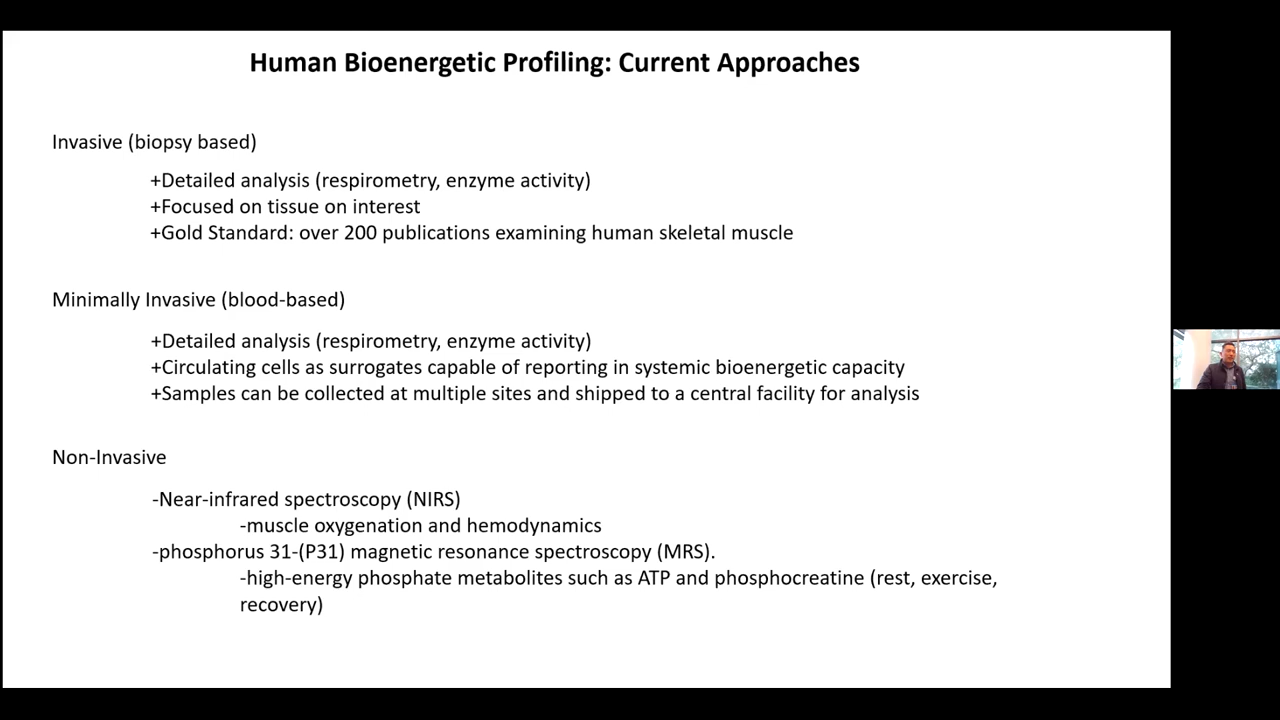 Human Bioenergetic Profiling: Current Approaches
Invasive (biopsy based)
+Detailed analysis (respirometry, enzyme activity)
+Focused on tissue on interest
+Gold Standard: over 200 publications examining human skeletal muscle
Minimally Invasive (blood-based)
+Detailed analysis (respirometry, enzyme activity)
+Circulating cells as surrogates capable of reporting in systemic bioenergetic capacity
+Samples can be collected at multiple sites and shipped to a central facility for analysis
Non-Invasive
-Near-infrared spectroscopy (NIRS)
-muscle oxygenation and hemodynamics
-phosphorus 31-(P31) magnetic resonance spectroscopy (MRS).
-high-energy phosphate metabolites such as ATP and phosphocreatine (rest, exercise,
recovery)